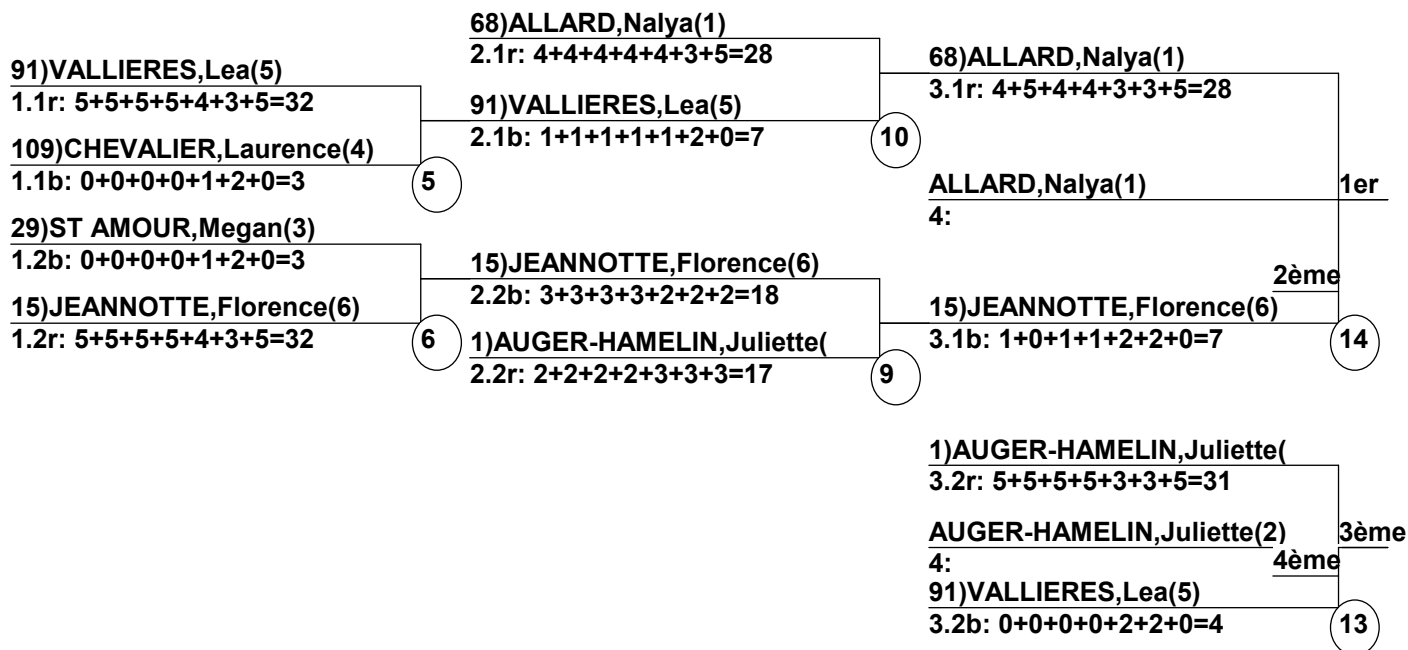 91)VALLIERES,Lea(5)
1.1r: 5+5+5+5+4+3+5=32
109)CHEVALIER,Laurence(4)
1.1b: 0+0+0+0+1+2+0=3
5
29)ST AMOUR,Megan(3)
1.2b: 0+0+0+0+1+2+0=3
15)JEANNOTTE,Florence(6)
1.2r: 5+5+5+5+4+3+5=32
6
68)ALLARD,Nalya(1)
2.1r: 4+4+4+4+4+3+5=28
91)VALLIERES,Lea(5)
2.1b: 1+1+1+1+1+2+0=7
10
15)JEANNOTTE,Florence(6)
2.2b: 3+3+3+3+2+2+2=18
1)AUGER-HAMELIN,Juliette(
2.2r: 2+2+2+2+3+3+3=17
9
68)ALLARD,Nalya(1)
3.1r: 4+5+4+4+3+3+5=28
ALLARD,Nalya(1)
1er
4:
2ème
15)JEANNOTTE,Florence(6)
3.1b: 1+0+1+1+2+2+0=7
14
1)AUGER-HAMELIN,Juliette(
3.2r: 5+5+5+5+3+3+5=31
AUGER-HAMELIN,Juliette(2)
3ème
4:
4ème
91)VALLIERES,Lea(5)
3.2b: 0+0+0+0+2+2+0=4
13